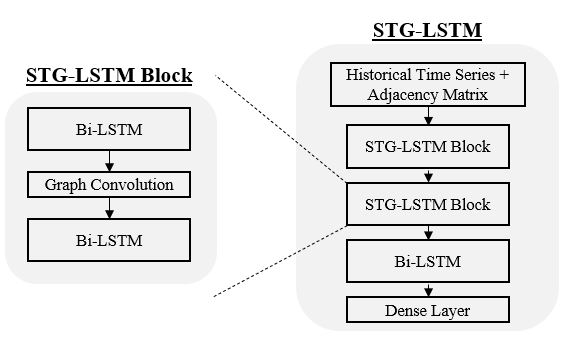 STG-LSTM Block
Bi-LSTM
Graph Convolution
Bi-LSTM
STG-LSTM
Historical Time Series +
Adjacency Matrix
STG-LSTM Block
STG-LSTM Block
Bi-LSTM
Dense Layer